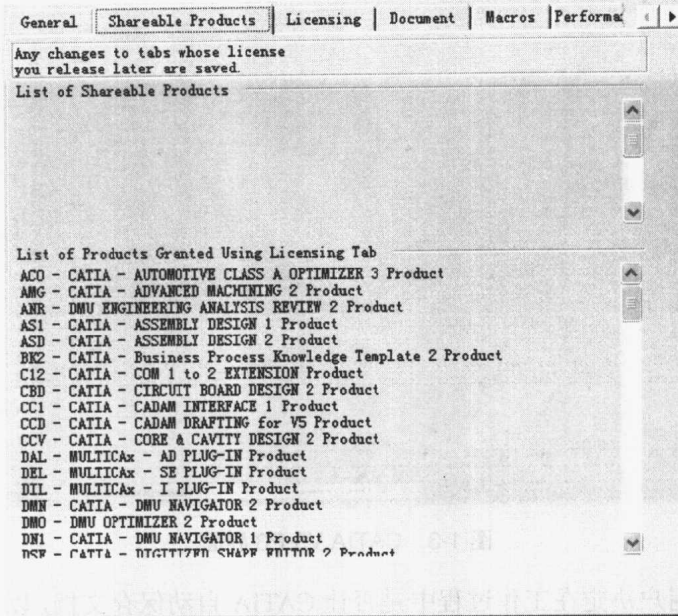 General Shareable Products Licensing Document Macros Performa
Any changes to tabs whose license
you release later are saved.
List of Shareable Products
List of Products Granted Using Licensing Tab
ACO - CATIA - AUTOMOTIVE CLASS A OPTIMIZER 3 Product
AMG - CATIA - ADVANCED MACHINING 2 Product
ANR - DMU ENGINEERING ANALYSIS REVIEW 2 Product
AS1 - CATIA - ASSEMBLY DESIGN 1 Product
ASD - CATIA - ASSEMBLY DESIGN 2 Product
BK2 - CATIA - Business Process Knowledge Template 2 Product
C12 - CATIA - COM 1 to 2 EXTENSION Product
CBD - CATIA - CIRCUIT BOARD DESIGN 2 Product
CC1 - CATIA - CADAM INTERFACE 1 Product
CCD - CATIA - CADAM DRAFTING for V5 Product
CCV - CATIA - CORE & CAVITY DESIGN 2 Product
DAL - MULTICAx - AD PLUG-IN Product
DEL - MULTICAx - SE PLUG-IN Product
DIL - MULTICAx - I PLUG-IN Product
DMN - CATIA - DMU NAVIGATOR 2 Product
DMO - DMU OPTIMIZER 2 Product
DN1 - CATIA - DMU NAVIGATOR 1 Product
DSE - CATIA - DIGITIZED SHAPE EDITOR 2 Product